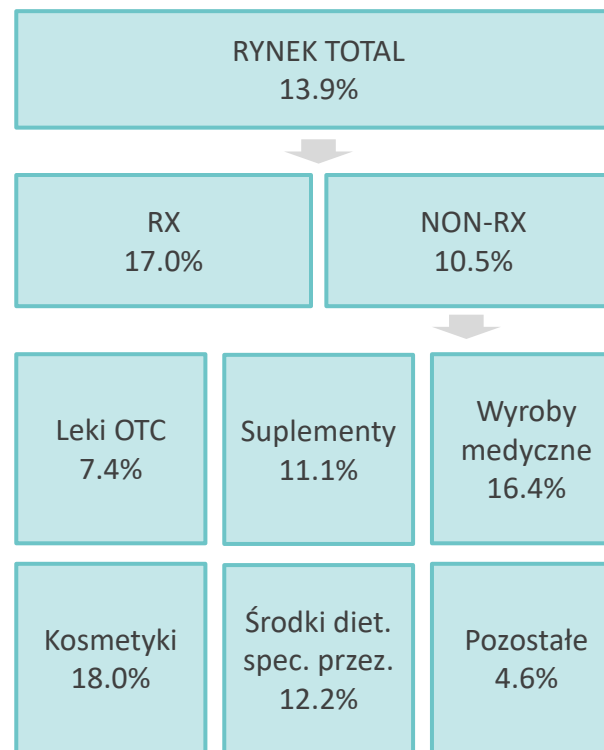 RYNEK TOTAL
13.9%
RX
17.0%
NON-RX
10.5%
Leki OTC
7.4%
Suplementy
11.1%
Wyroby
medyczne
16.4%
Kosmetyki
18.0%
Środki diet.
spec. przez.
12.2%
Pozostałe
4.6%